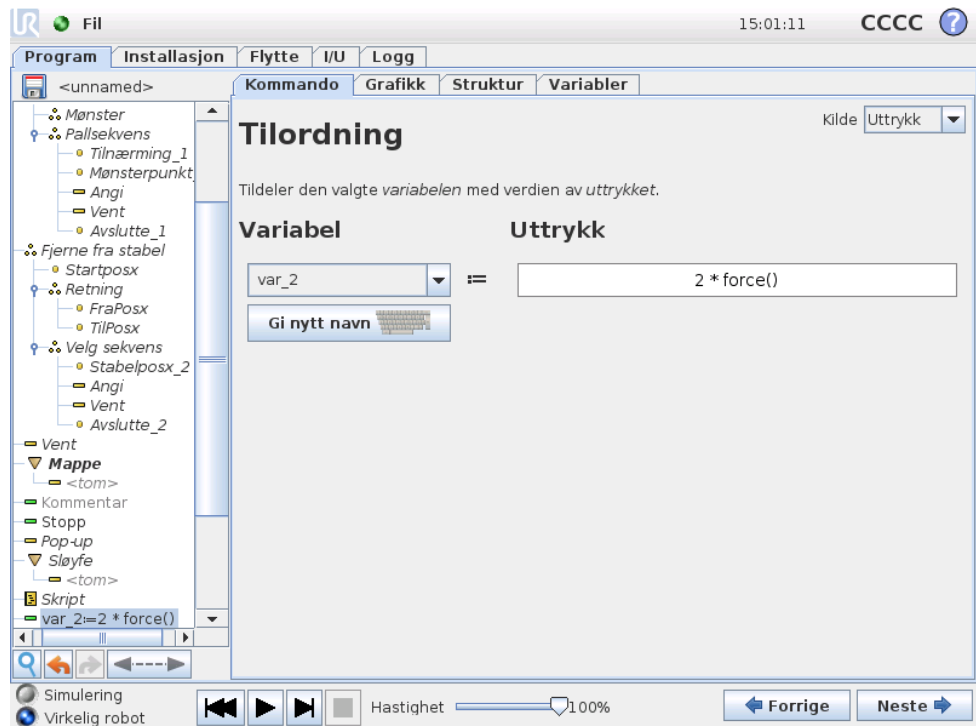 UR Fil 15:01:11 CCCC ?
Program Installasjon Flytte I/U Logg
<unnamed>
Kommando Grafikk Struktur Variabler
Mønster
Pallsekvens
Tilnærming_1
Mønsterpunkt
Angi
Vent
Avslutte_1
Fjerne fra stabel
Startposx
Retning
FraPosx
TilPosx
Velg sekvens
Stabelposx_2
Angi
Vent
Avslutte_2
Vent
Mappe
<tom>
Kommentar
Stopp
Pop-up
Sløyfe
<tom>
Skript
var_2:=2 * force()
Kilde Uttrykk
Tilordning
Tildeler den valgte variabelen med verdien av uttrykket.
Variabel Uttrykk
var_2 := 2 * force()
Gi nytt navn
Simulering
Virkelig robot
Hastighet 100%
Forrige Neste